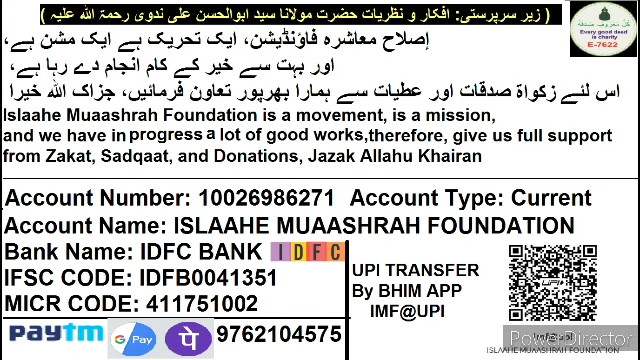 ( زیر سرپرستی: افکار و نظریات حضرت مولانا سید ابوالحسن علی ندوی رحمۃ اللہ علیہ )
كل معروف صدقة
Every good deed
is charity
E-7622
إصلاح معاشرہ فاؤنڈیشن، ایک تحریک ہے ایک مشن ہے،
اور بہت سے خیر کے کام انجام دے رہا ہے،
اس لئے زکواۃ صدقات اور عطیات سے ہمارا بھرپور تعاون فرمائیں، جزاک اللہ خیرا
Islaahe Muaashrah Foundation is a movement, is a mission,
and we have in progress a lot of good works,therefore, give us full support
from Zakat, Sadqaat, and Donations, Jazak Allahu Khairan
Account Number: 10026986271 Account Type: Current
Account Name: ISLAAHE MUAASHRAH FOUNDATION
Bank Name: IDFC BANK IDFC
IFSC CODE: IDFB0041351
MICR CODE: 411751002
UPI TRANSFER
By BHIM APP
IMF@UPI
paytm G Pay पे 9762104575
imf@upi
PowerDirector
ISLAAHE MUAASHRAH FOUNDATION